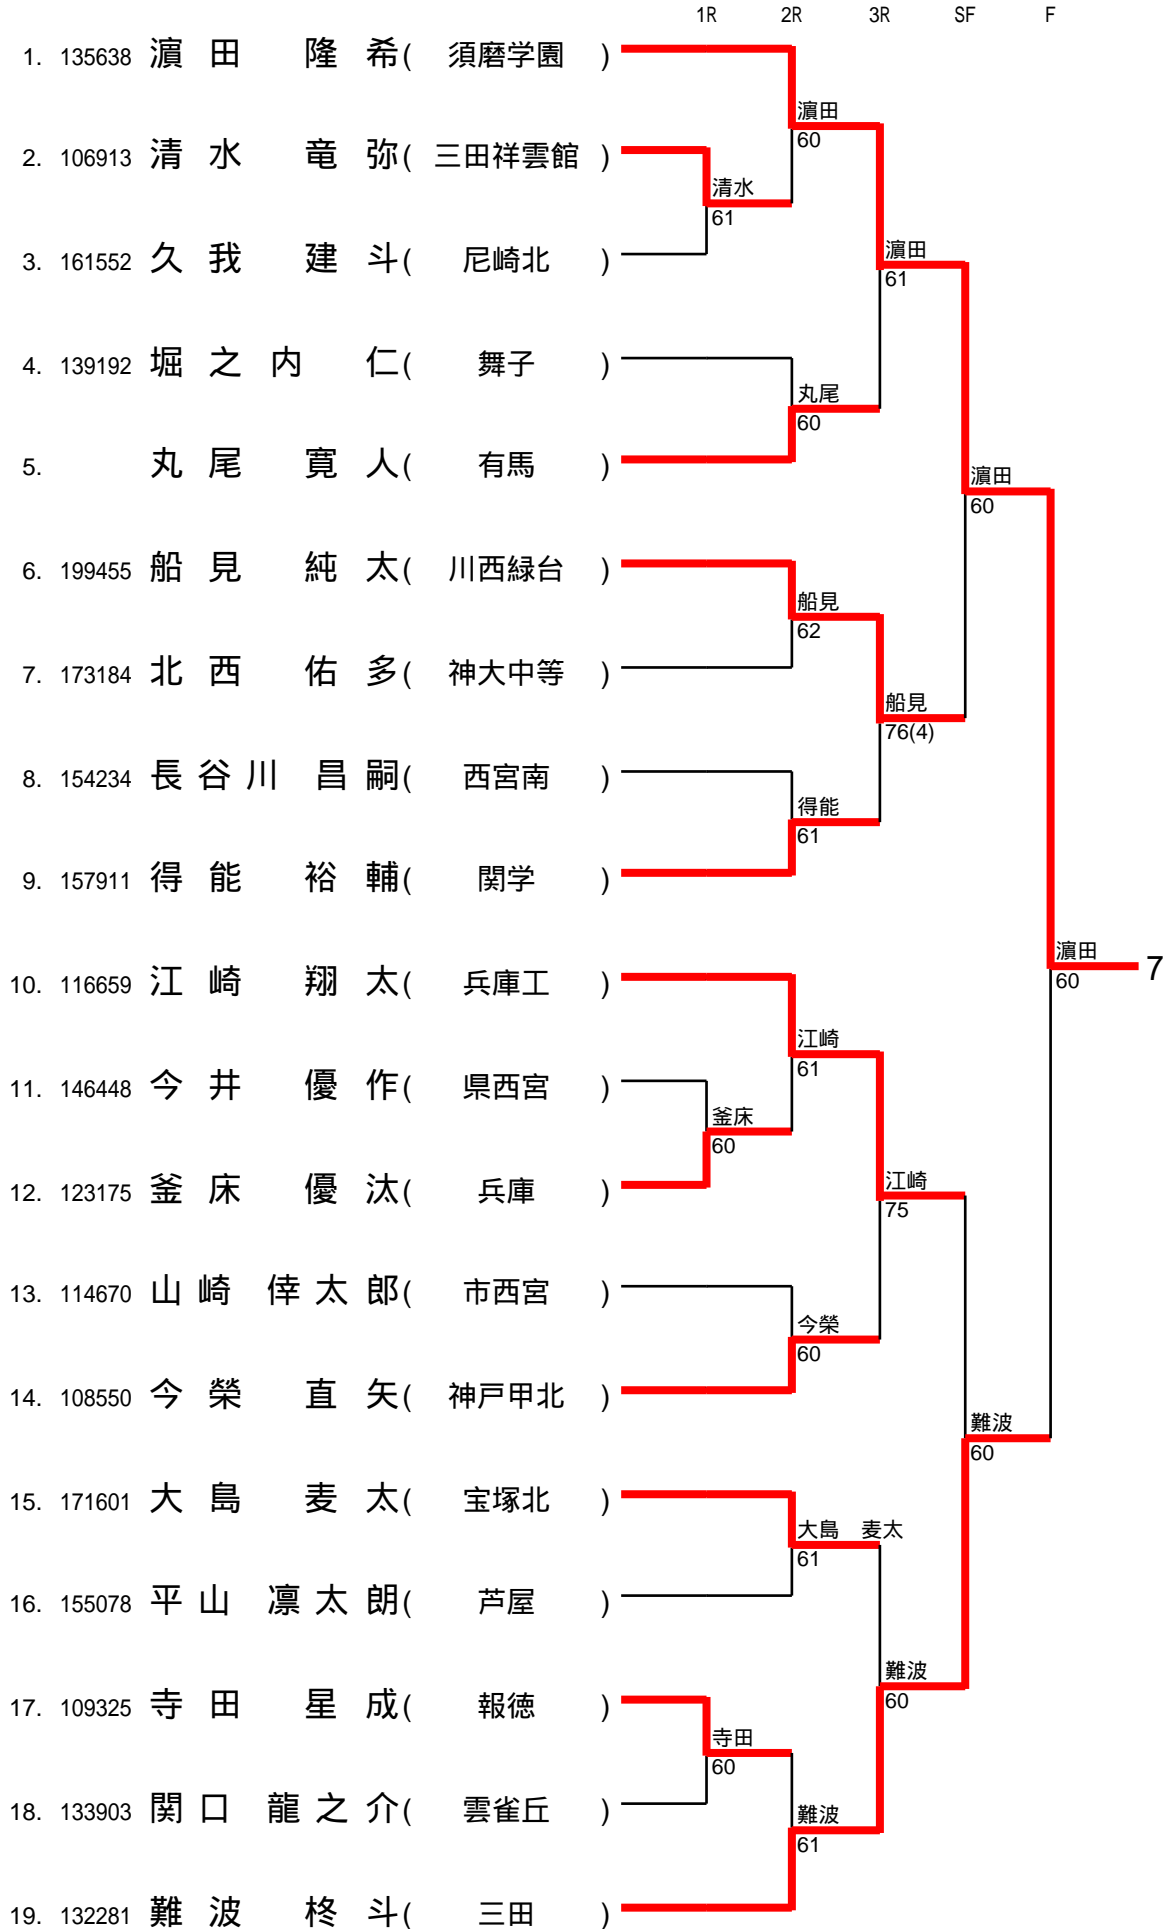 1R 2R 3R SF F
1. 135638 濵田 隆希( 須磨学園 )
濵田
60
2. 106913 清水 竜弥( 三田祥雲館 )
清水
61
3. 161552 久我 建斗( 尼崎北 )
濵田
61
4. 139192 堀之内 仁( 舞子 )
丸尾
60
5. 丸尾 寛人( 有馬 )
濵田
60
6. 199455 船見 純太( 川西緑台 )
船見
62
7. 173184 北西 佑多( 神大中等 )
船見
76(4)
8. 154234 長谷川 昌嗣( 西宮南 )
得能
61
9. 157911 得能 裕輔( 関学 )
濵田
60
7
10. 116659 江崎 翔太( 兵庫工 )
江崎
61
11. 146448 今井 優作( 県西宮 )
釜床
60
12. 123175 釜床 優汰( 兵庫 )
江崎
75
13. 114670 山崎 倖太郎( 市西宮 )
今榮
60
14. 108550 今榮 直矢( 神戸甲北 )
難波
60
15. 171601 大島 麦太( 宝塚北 )
大島 麦太
61
16. 155078 平山 凛太朗( 芦屋 )
難波
60
17. 109325 寺田 星成( 報徳 )
寺田
60
18. 133903 関口 龍之介( 雲雀丘 )
難波
61
19. 132281 難波 柊斗( 三田 )